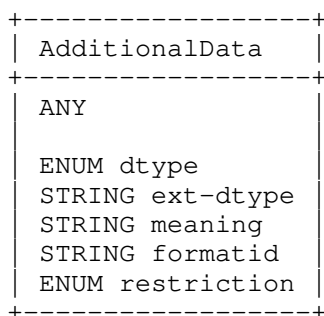 +------------------+
| AdditionalData   |
+------------------+
| ANY              |
|                  |
| ENUM dtype       |
| STRING ext-dtype |
| STRING meaning   |
| STRING formatid  |
| ENUM restriction |
+------------------+